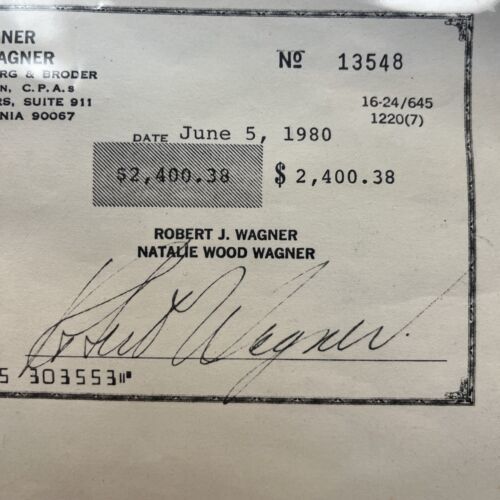 NER
AGNER
RG & BRODER
N, C.P.A.s
RS, SUITE 911
NIA 90067
Nº 13548
16-24/645
1220(7)
DATE June 5, 1980
$2,400.38 $ 2,400.38
ROBERT J. WAGNER
NATALIE WOOD WAGNER
Robert Wagner.
5 303553⑈